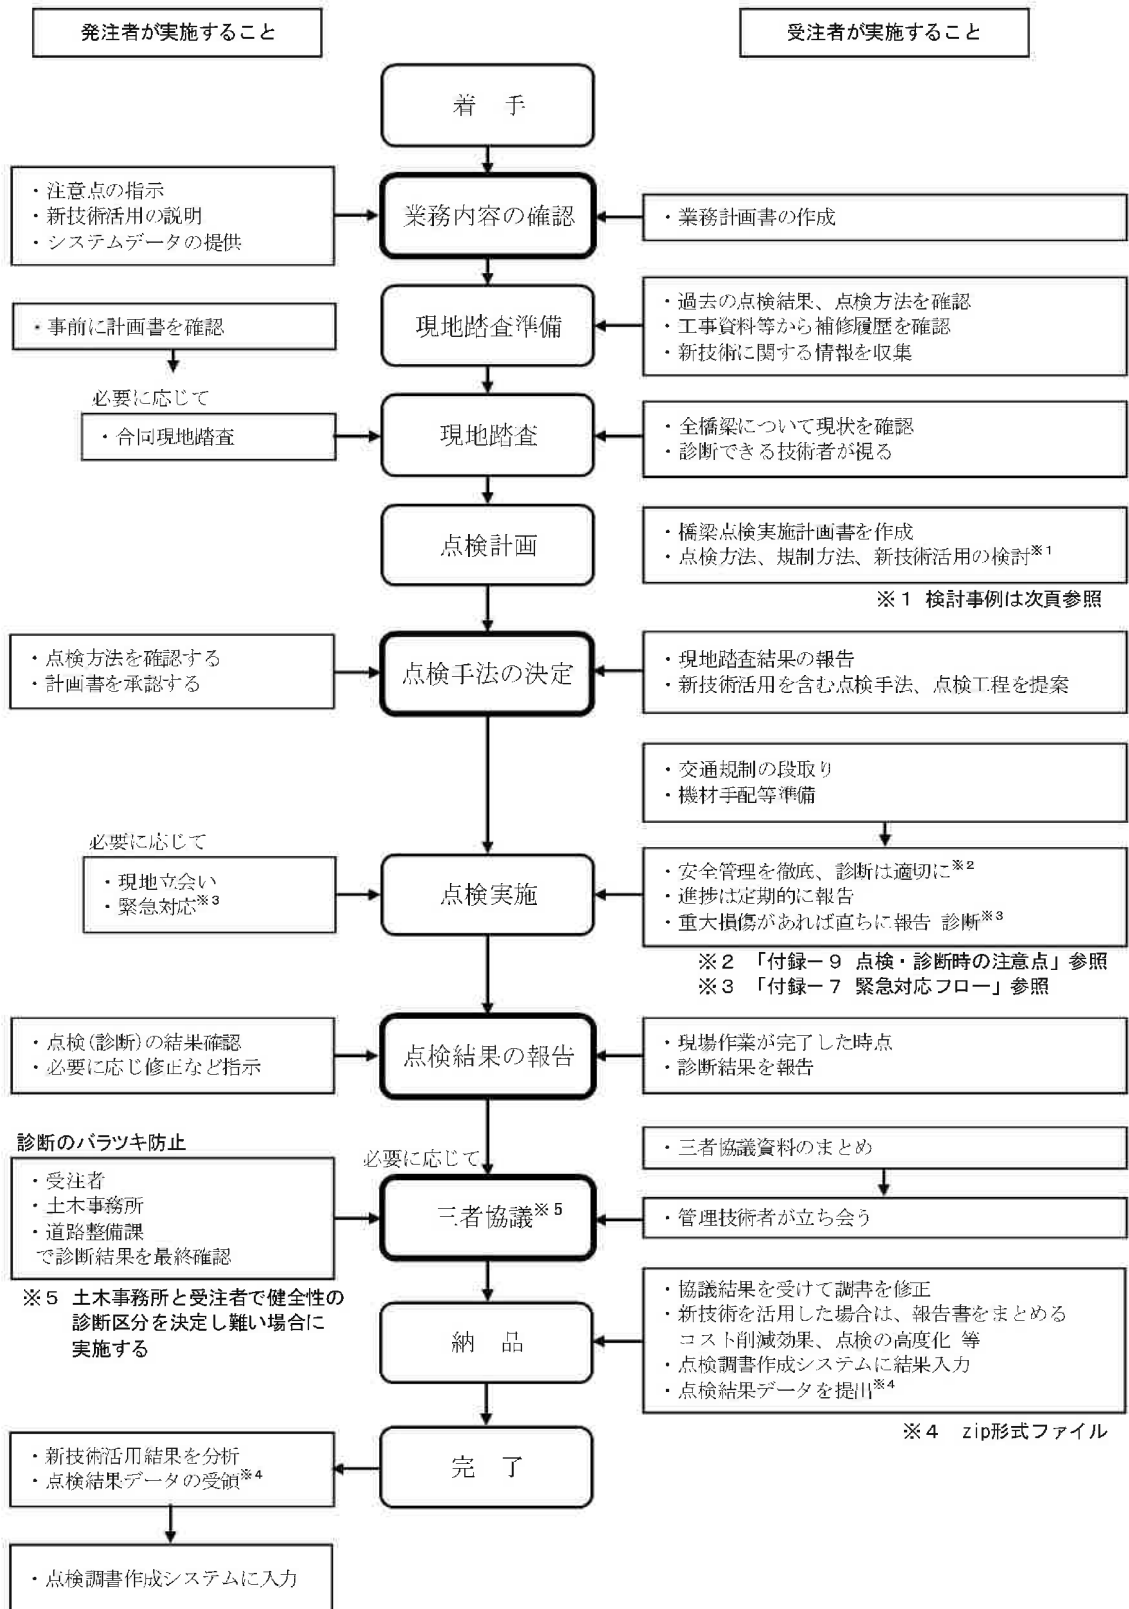 発注者が実施すること
受注者が実施すること
着 手
・注意点の指示
・新技術活用の説明
・システムデータの提供
業務内容の確認
・業務計画書の作成
・事前に計画書を確認
現地踏査準備
・過去の点検結果、点検方法を確認
・工事資料等から補修履歴を確認
・新技術に関する情報を収集
必要に応じて
・合同現地踏査
現地踏査
・全橋梁について現状を確認
・診断できる技術者が視る
点検計画
・橋梁点検実施計画書を作成
・点検方法、規制方法、新技術活用の検討※1
※1 検討事例は次頁参照
・点検方法を確認する
・計画書を承認する
点検手法の決定
・現地踏査結果の報告
・新技術活用を含む点検手法、点検工程を提案
・交通規制の段取り
・機材手配等準備
必要に応じて
・現地立会い
・緊急対応※3
点検実施
・安全管理を徹底、診断は適切に※2
・進捗は定期的に報告
・重大損傷があれば直ちに報告 診断※3
※2 「付録-9 点検・診断時の注意点」参照
※3 「付録-7 緊急対応フロー」参照
・点検(診断)の結果確認
・必要に応じ修正など指示
点検結果の報告
・現場作業が完了した時点
・診断結果を報告
診断のバラツキ防止
・受注者
・土木事務所
・道路整備課
で診断結果を最終確認
※5 土木事務所と受注者で健全性の
診断区分を決定し難い場合に
実施する
必要に応じて
三者協議※5
・三者協議資料のまとめ
・管理技術者が立ち会う
納 品
・協議結果を受けて調書を修正
・新技術を活用した場合は、報告書をまとめる
コスト削減効果、点検の高度化 等
・点検調書作成システムに結果入力
・点検結果データを提出※4
※4 zip形式ファイル
・新技術活用結果を分析
・点検結果データの受領※4
完 了
・点検調書作成システムに入力